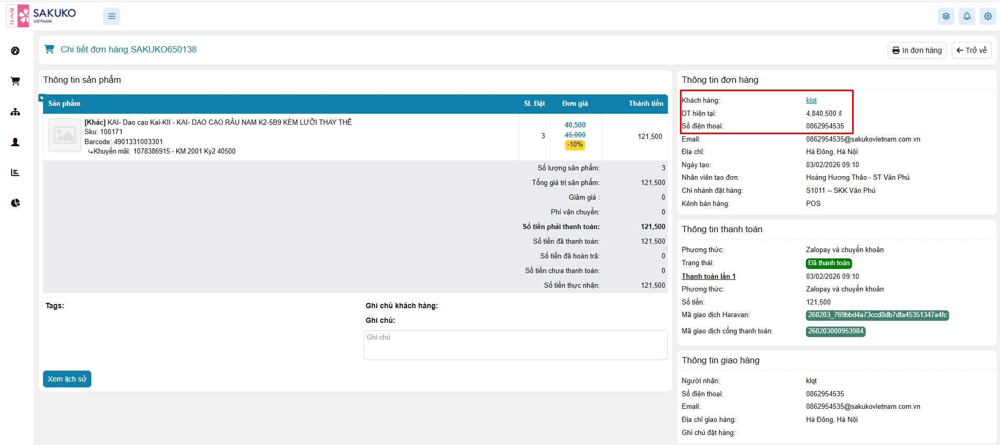 さくら
SAKUKO
VIETNAM
Chi tiết đơn hàng SAKUKO650138
In đơn hàng
Trở về
Thông tin sản phẩm
Sản phẩm SL Đặt Đơn giá Thành tiền
[Khác] KAI- Dao cạo Kai-KII - KAI- DAO CẠO RÂU NAM K2-5B9 KÈM LƯỠI THAY THẾ
Sku: 100171
Barcode: 4901331003301
↳Khuyến mãi: 1078386915 - KM 2001 Ky2 40500
3
40,500
45,000
-10%
121,500
Số lượng sản phẩm: 3
Tổng giá trị sản phẩm: 121,500
Giảm giá : 0
Phí vận chuyển: 0
Số tiền phải thanh toán: 121,500
Số tiền đã thanh toán: 121,500
Số tiền đã hoàn trả: 0
Số tiền chưa thanh toán: 0
Số tiền thực nhận: 121,500
Tags:
Ghi chú khách hàng:
Ghi chú:
Ghi chú
Xem lịch sử
Thông tin đơn hàng
Khách hàng: klqt
DT hiện tại: 4,840,500 ₫
Số điện thoại: 0862954535
Email: 0862954535@sakukovietnam.com.vn
Địa chỉ: Hà Đông, Hà Nội
Ngày tạo: 03/02/2026 09:10
Nhân viên tạo đơn: Hoàng Hương Thảo - ST Văn Phú
Chi nhánh đặt hàng: S1011 -- SKK Văn Phú
Kênh bán hàng: POS
Thông tin thanh toán
Phương thức: Zalopay và chuyển khoản
Trạng thái: Đã thanh toán
Thanh toán lần 1 03/02/2026 09:10
Phương thức: Zalopay và chuyển khoản
Số tiền: 121,500
Mã giao dịch Haravan: 260203_769bbd4a73ccd8db7dfa45351347a4fc
Mã giao dịch cổng thanh toán: 260203000953984
Thông tin giao hàng
Người nhận: klqt
Số điện thoại: 0862954535
Email: 0862954535@sakukovietnam.com.vn
Địa chỉ giao hàng: Hà Đông, Hà Nội
Ghi chú đặt hàng: